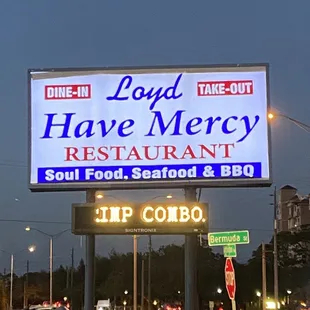 DINE-IN
Loyd
TAKE-OUT
Have Mercy
RESTAURANT
Soul Food, Seafood & BBQ
IMP COMBO.
Bermuda